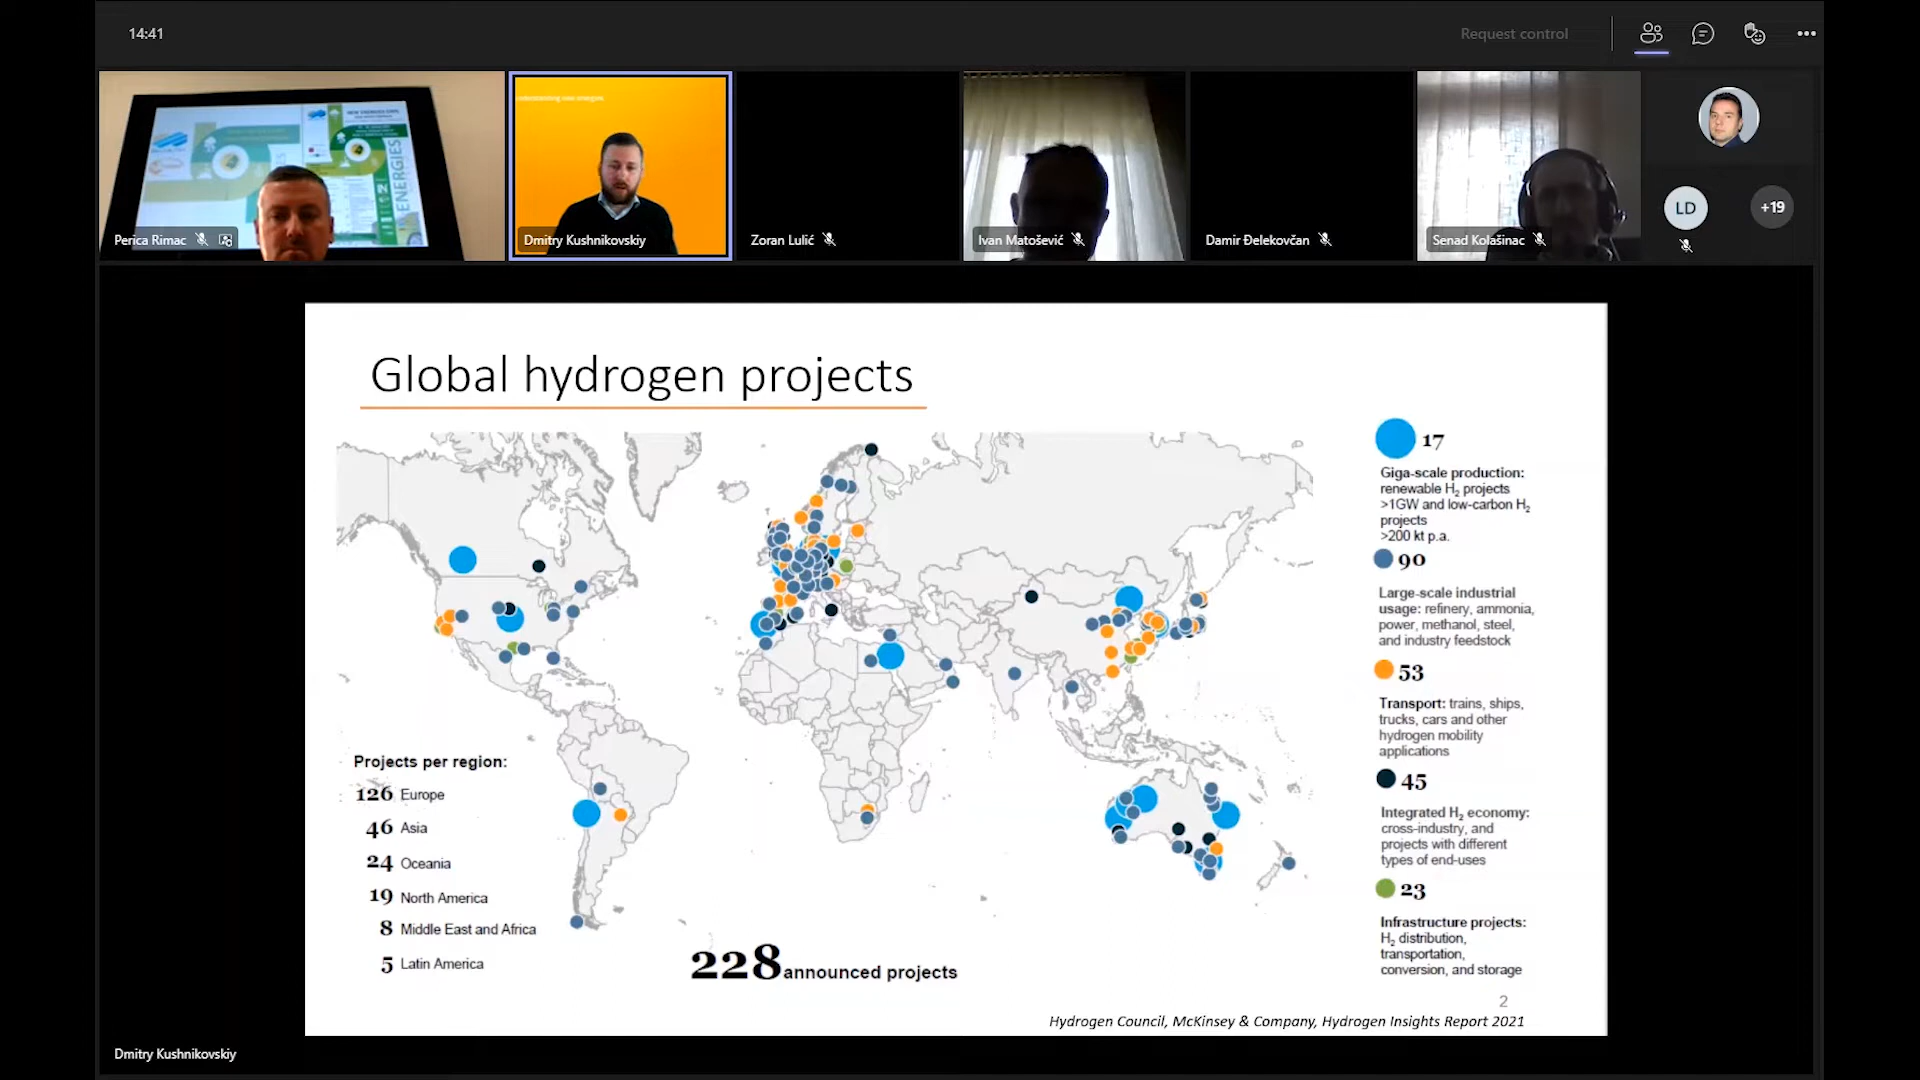 14:41
Request control
understanding new energies
ENERGIES
Perica Rimac
Dmitry Kushnikovskiy
Zoran Lulić
Ivan Matošević
Damir Đelekovčan
Senad Kolašinac
LD
+19
Global hydrogen projects
17
Giga-scale production:
renewable H₂ projects
>1GW and low-carbon H₂
projects
>200 kt p.a.
90
Large-scale industrial
usage: refinery, ammonia,
power, methanol, steel,
and industry feedstock
53
Transport: trains, ships,
trucks, cars and other
hydrogen mobility
applications
45
Integrated H₂ economy:
cross-industry, and
projects with different
types of end-uses
23
Infrastructure projects:
H₂ distribution,
transportation,
conversion, and storage
Projects per region:
126 Europe
46 Asia
24 Oceania
19 North America
8 Middle East and Africa
5 Latin America
228 announced projects
2
Hydrogen Council, McKinsey & Company, Hydrogen Insights Report 2021
Dmitry Kushnikovskiy